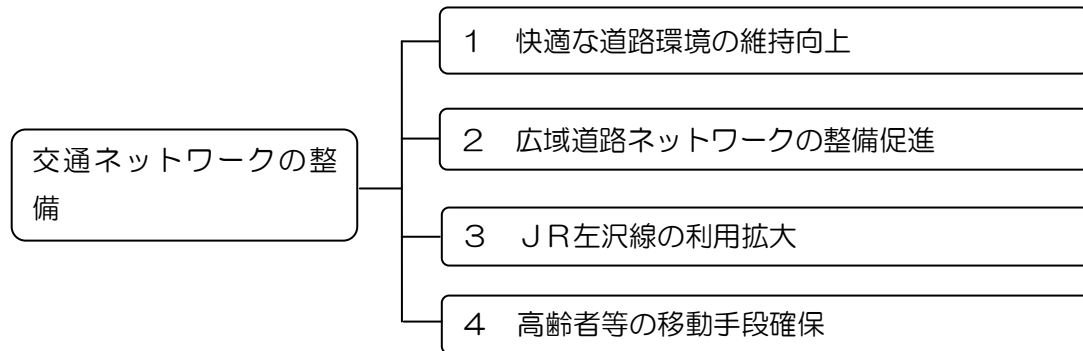 交通ネットワークの整
備
１　快適な道路環境の維持向上
２　広域道路ネットワークの整備促進
３　ＪＲ左沢線の利用拡大
４　高齢者等の移動手段確保